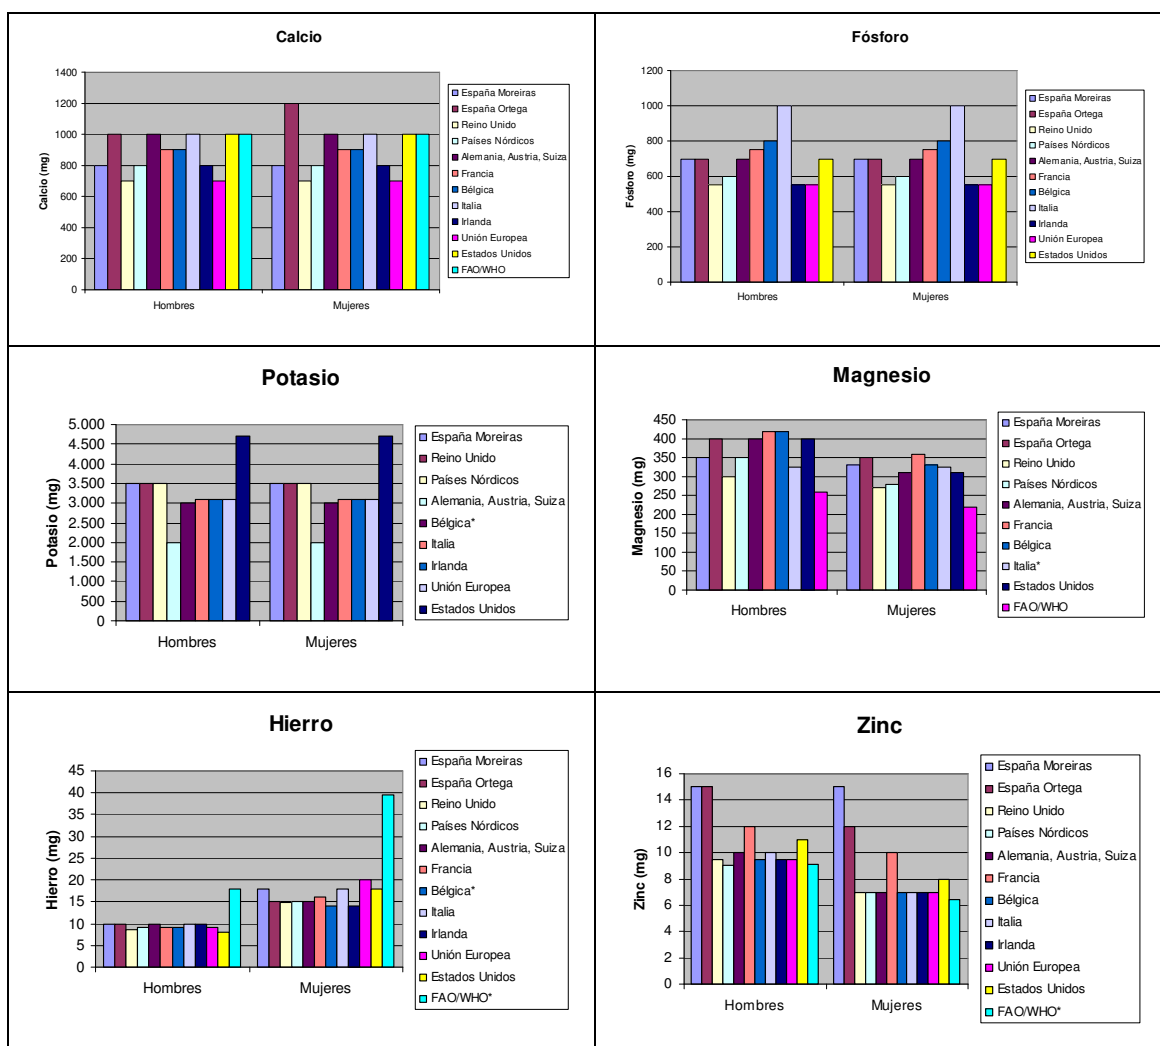 Calcio
1400
1200
1000
800
600
400
200
0
Calcio (mg)
Hombres
Mujeres
España Moreiras
España Ortega
Reino Unido
Países Nórdicos
Alemania, Austria, Suiza
Francia
Bélgica
Italia
Irlanda
Unión Europea
Estados Unidos
FAO/WHO
Fósforo
1200
1000
800
600
400
200
0
Fósforo (mg)
Hombres
Mujeres
España Moreiras
España Ortega
Reino Unido
Países Nórdicos
Alemania, Austria, Suiza
Francia
Bélgica
Italia
Irlanda
Unión Europea
Estados Unidos
Potasio
5.000
4.500
4.000
3.500
3.000
2.500
2.000
1.500
1.000
500
0
Potasio (mg)
Hombres
Mujeres
España Moreiras
Reino Unido
Países Nórdicos
Alemania, Austria, Suiza
Bélgica*
Italia
Irlanda
Unión Europea
Estados Unidos
Magnesio
450
400
350
300
250
200
150
100
50
0
Magnesio (mg)
Hombres
Mujeres
España Moreiras
España Ortega
Reino Unido
Países Nórdicos
Alemania, Austria, Suiza
Francia
Bélgica
Italia*
Estados Unidos
FAO/WHO
Hierro
45
40
35
30
25
20
15
10
5
0
Hierro (mg)
Hombres
Mujeres
España Moreiras
España Ortega
Reino Unido
Países Nórdicos
Alemania, Austria, Suiza
Francia
Bélgica*
Italia
Irlanda
Unión Europea
Estados Unidos
FAO/WHO*
Zinc
16
14
12
10
8
6
4
2
0
Zinc (mg)
Hombres
Mujeres
España Moreiras
España Ortega
Reino Unido
Países Nórdicos
Alemania, Austria, Suiza
Francia
Bélgica
Italia
Irlanda
Unión Europea
Estados Unidos
FAO/WHO*